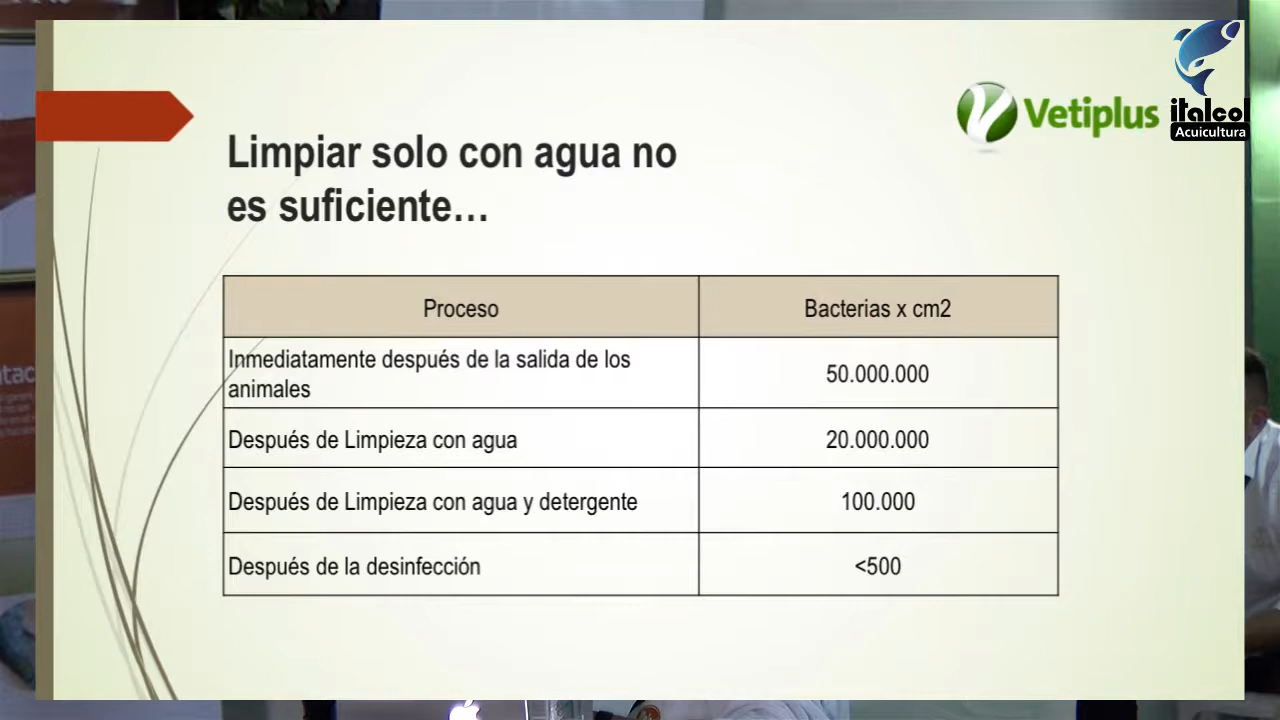 Vetiplus
italcol
Acuicultura
Limpiar solo con agua no
es suficiente…
Proceso
Bacterias x cm2
Inmediatamente después de la salida de los
animales
50.000.000
Después de Limpieza con agua
20.000.000
Después de Limpieza con agua y detergente
100.000
Después de la desinfección
<500